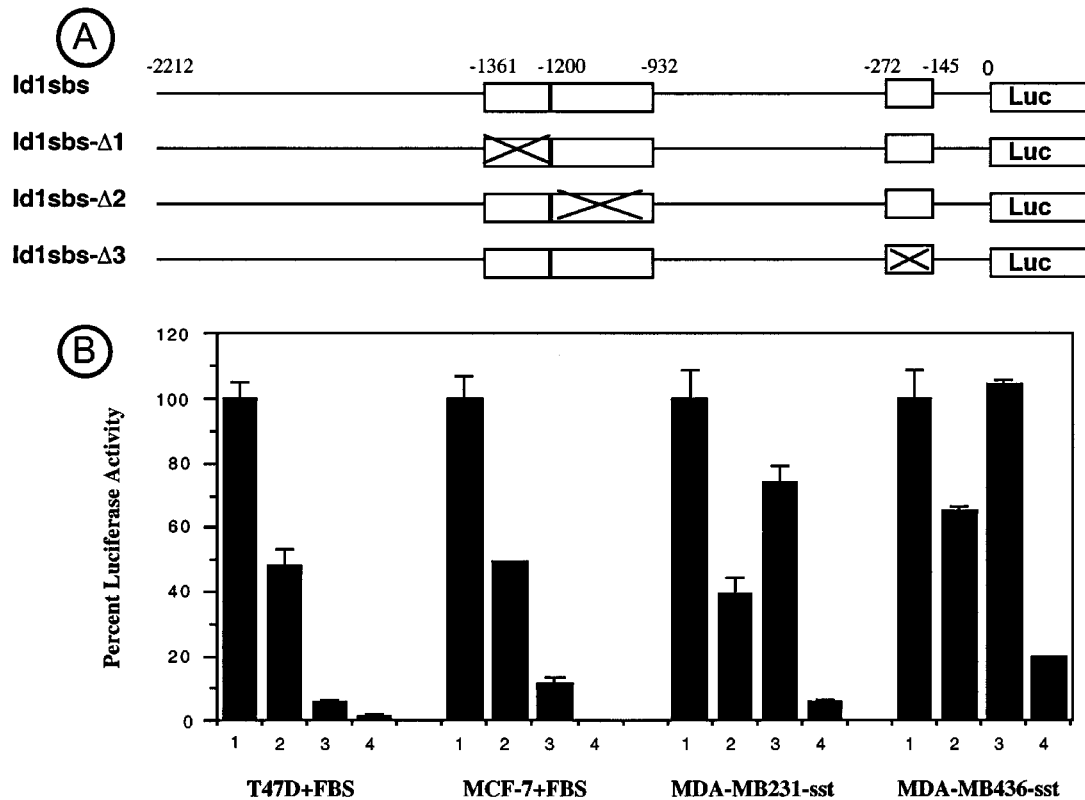 A
-2212 -1361 -1200 -932 -272 -145 0
Id1sbs Luc
Id1sbs-Δ1 Luc
Id1sbs-Δ2 Luc
Id1sbs-Δ3 Luc
B
Percent Luciferase Activity
120
100
80
60
40
20
0
1 2 3 4 1 2 3 4 1 2 3 4 1 2 3 4
T47D+FBS MCF-7+FBS MDA-MB231-sst MDA-MB436-sst